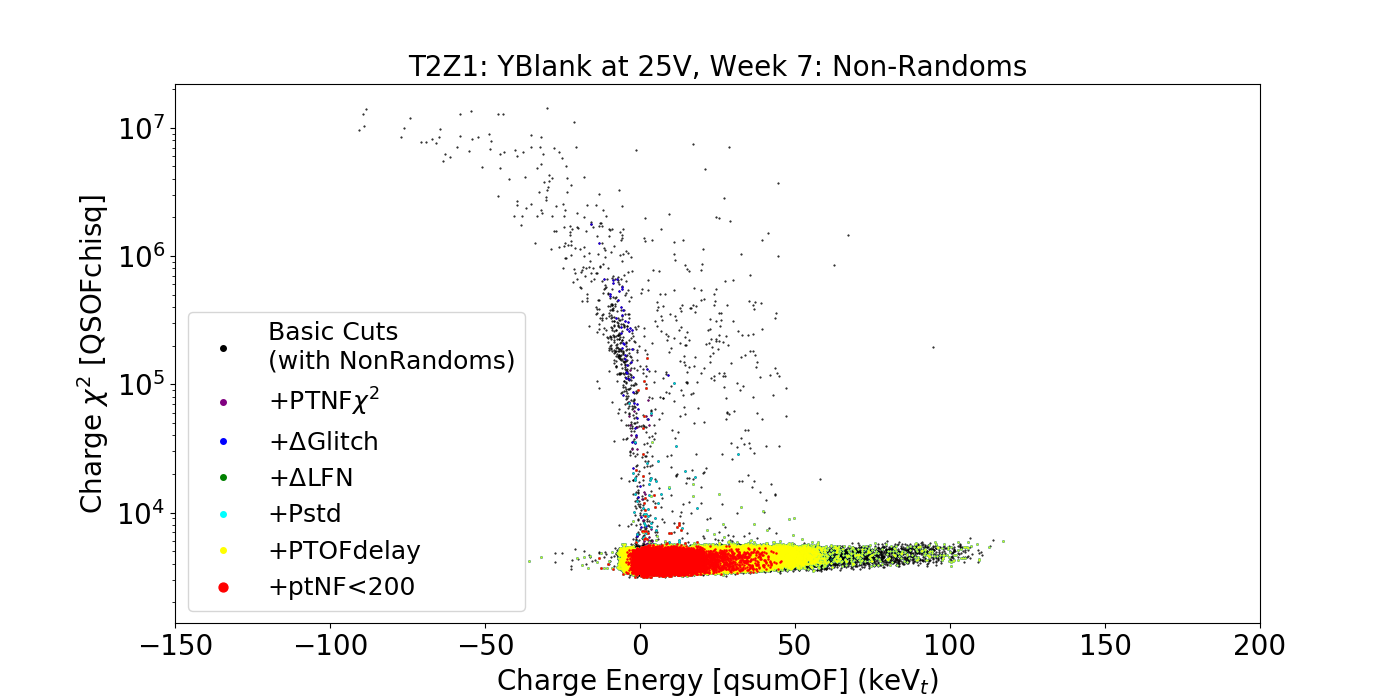 T2Z1: YBlank at 25V, Week 7: Non-Randoms
Charge χ² [QSOFchisq]
10⁷
10⁶
10⁵
10⁴
Basic Cuts
(with NonRandoms)
+PTNFχ²
+ΔGlitch
+ΔLFN
+Pstd
+PTOFdelay
+ptNF<200
−150 −100 −50 0 50 100 150 200
Charge Energy [qsumOF] (keVₜ)